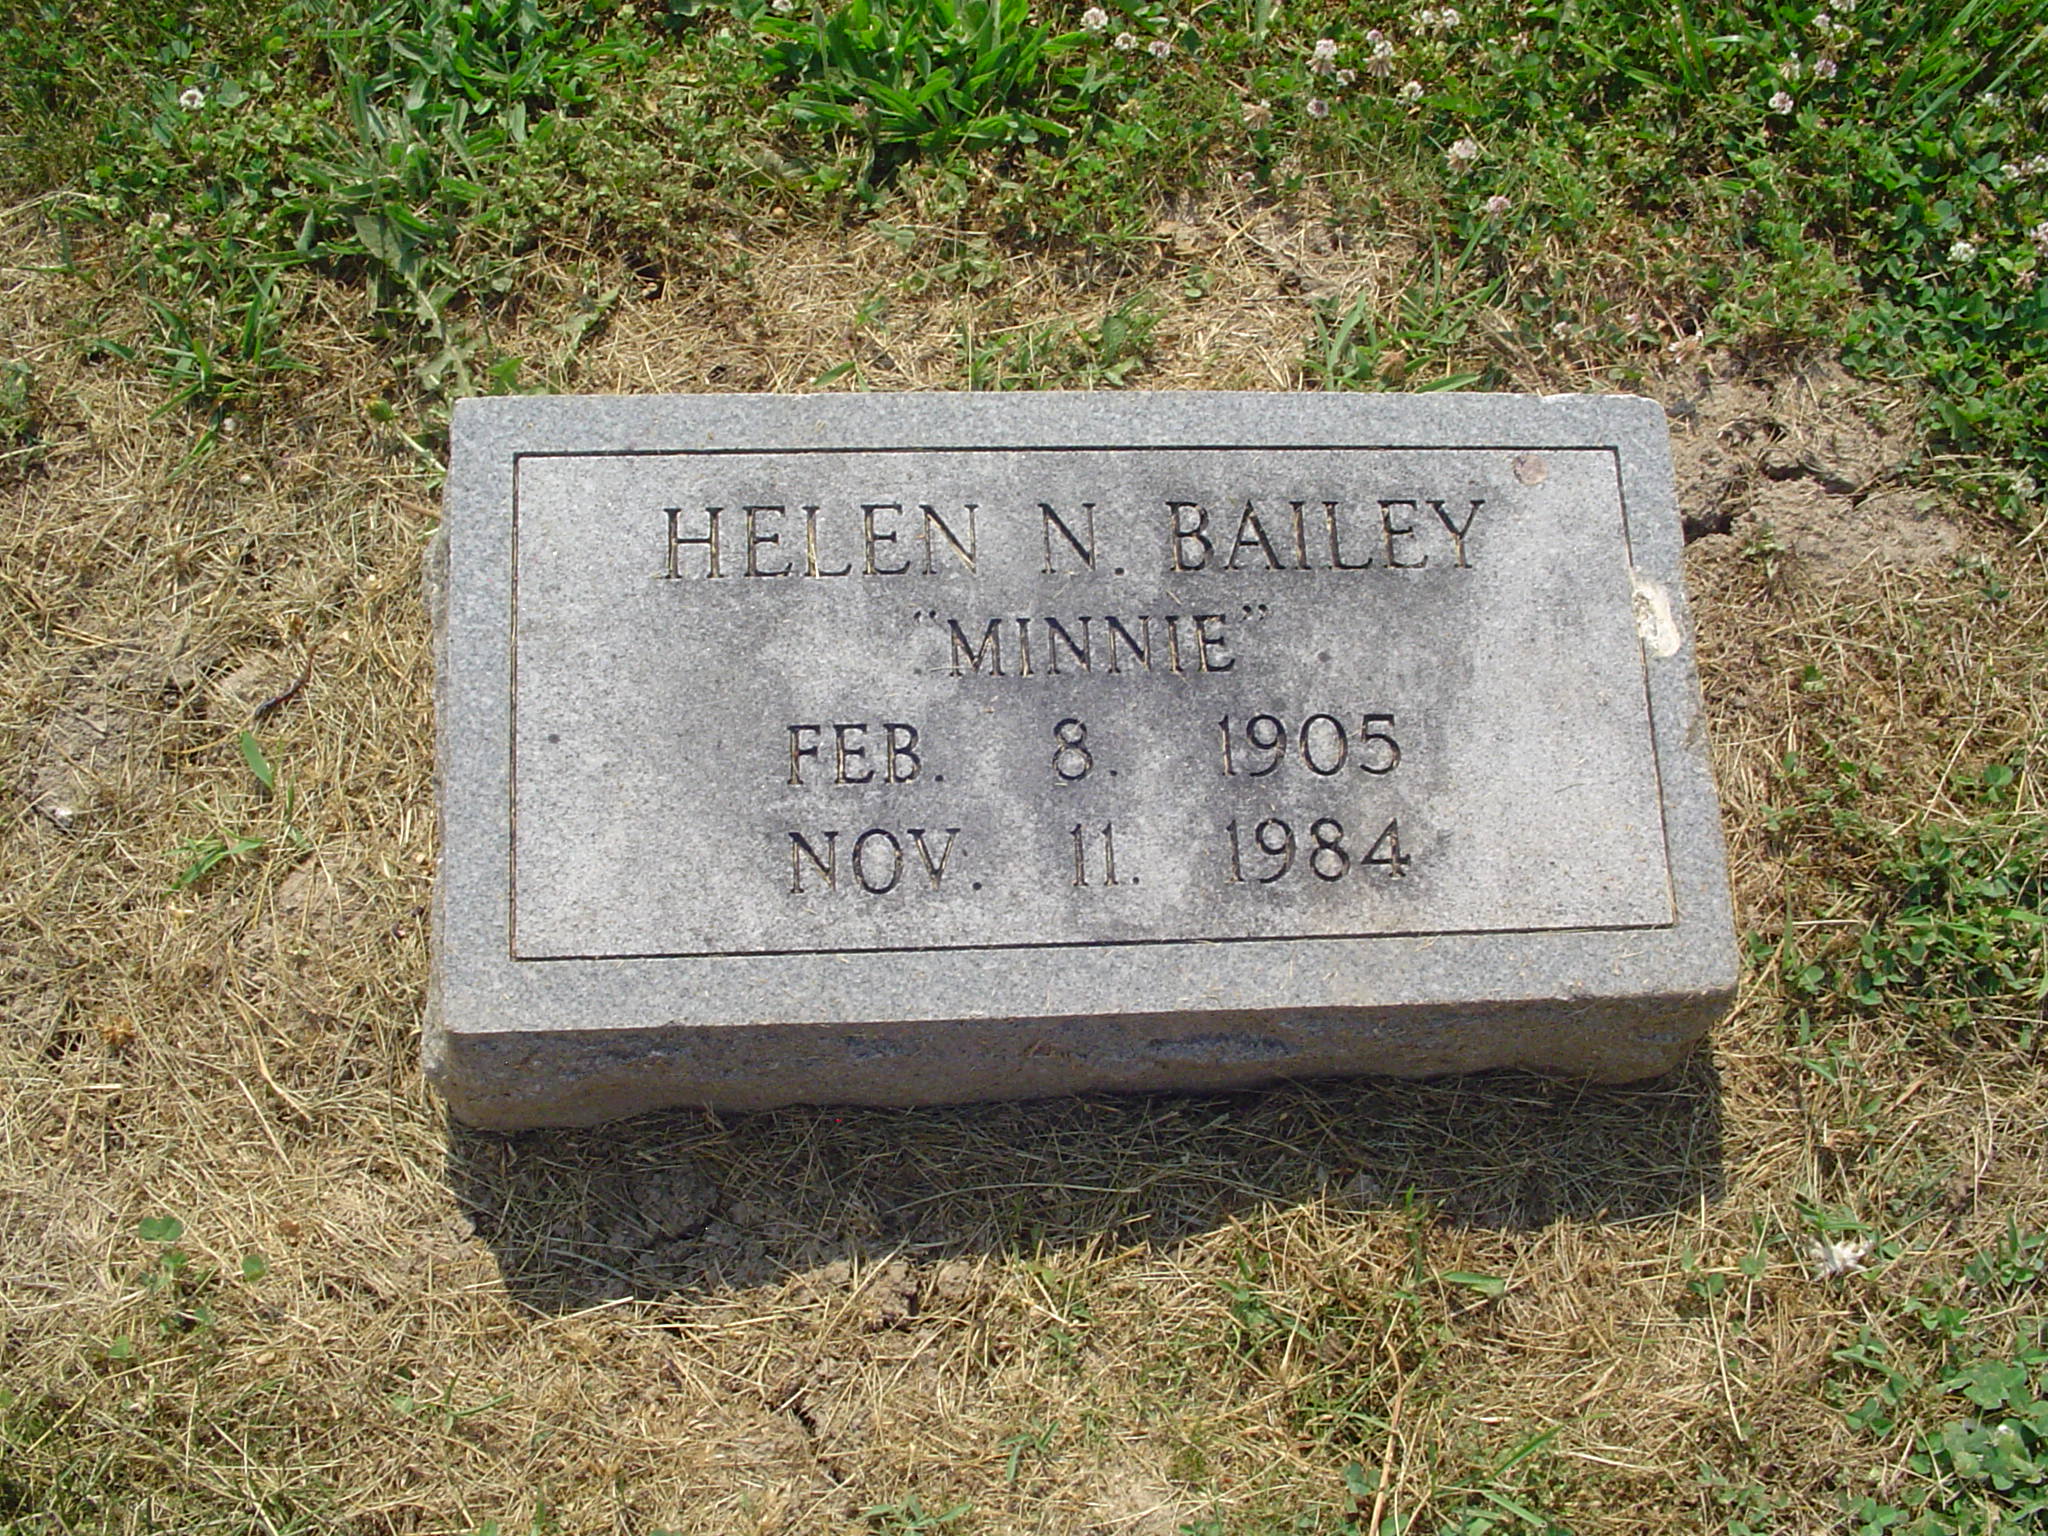 HELEN N. BAILEY
"MINNIE"
FEB. 8. 1905
NOV. 11. 1984